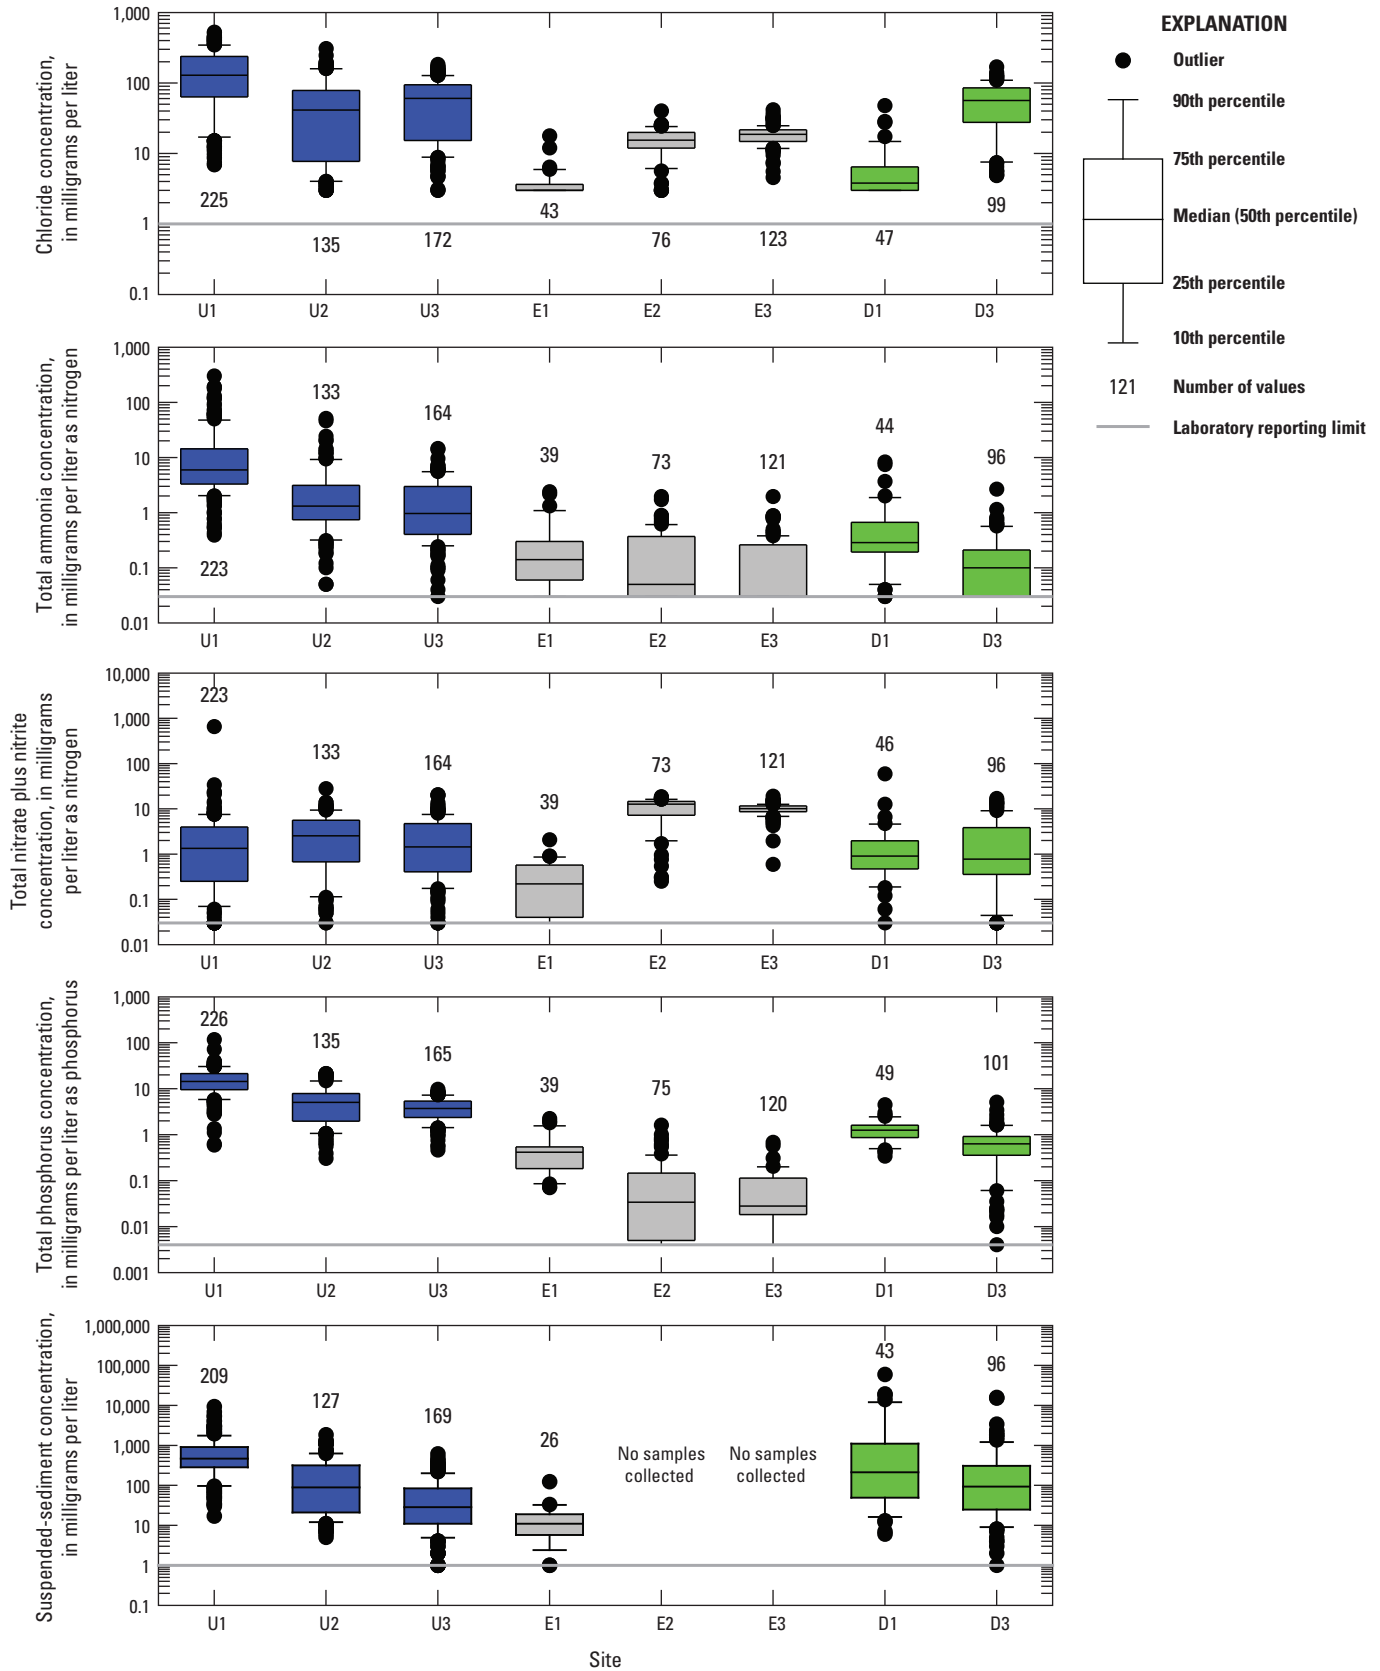 Chloride concentration,
in milligrams per liter
1,000
100
10
1
0.1
225
135
172
43
76
123
47
99
U1
U2
U3
E1
E2
E3
D1
D3
EXPLANATION
Outlier
90th percentile
75th percentile
Median (50th percentile)
25th percentile
10th percentile
121 Number of values
Laboratory reporting limit
Total ammonia concentration,
in milligrams per liter as nitrogen
1,000
100
10
1
0.1
0.01
223
133
164
39
73
121
44
96
U1
U2
U3
E1
E2
E3
D1
D3
Total nitrate plus nitrite
concentration, in milligrams
per liter as nitrogen
10,000
1,000
100
10
1
0.1
0.01
223
133
164
39
73
121
46
96
U1
U2
U3
E1
E2
E3
D1
D3
Total phosphorus concentration,
in milligrams per liter as phosphorus
1,000
100
10
1
0.1
0.01
0.001
226
135
165
39
75
120
49
101
U1
U2
U3
E1
E2
E3
D1
D3
Suspended-sediment concentration,
in milligrams per liter
1,000,000
100,000
10,000
1,000
100
10
1
0.1
209
127
169
26
No samples
collected
No samples
collected
43
96
U1
U2
U3
E1
E2
E3
D1
D3
Site